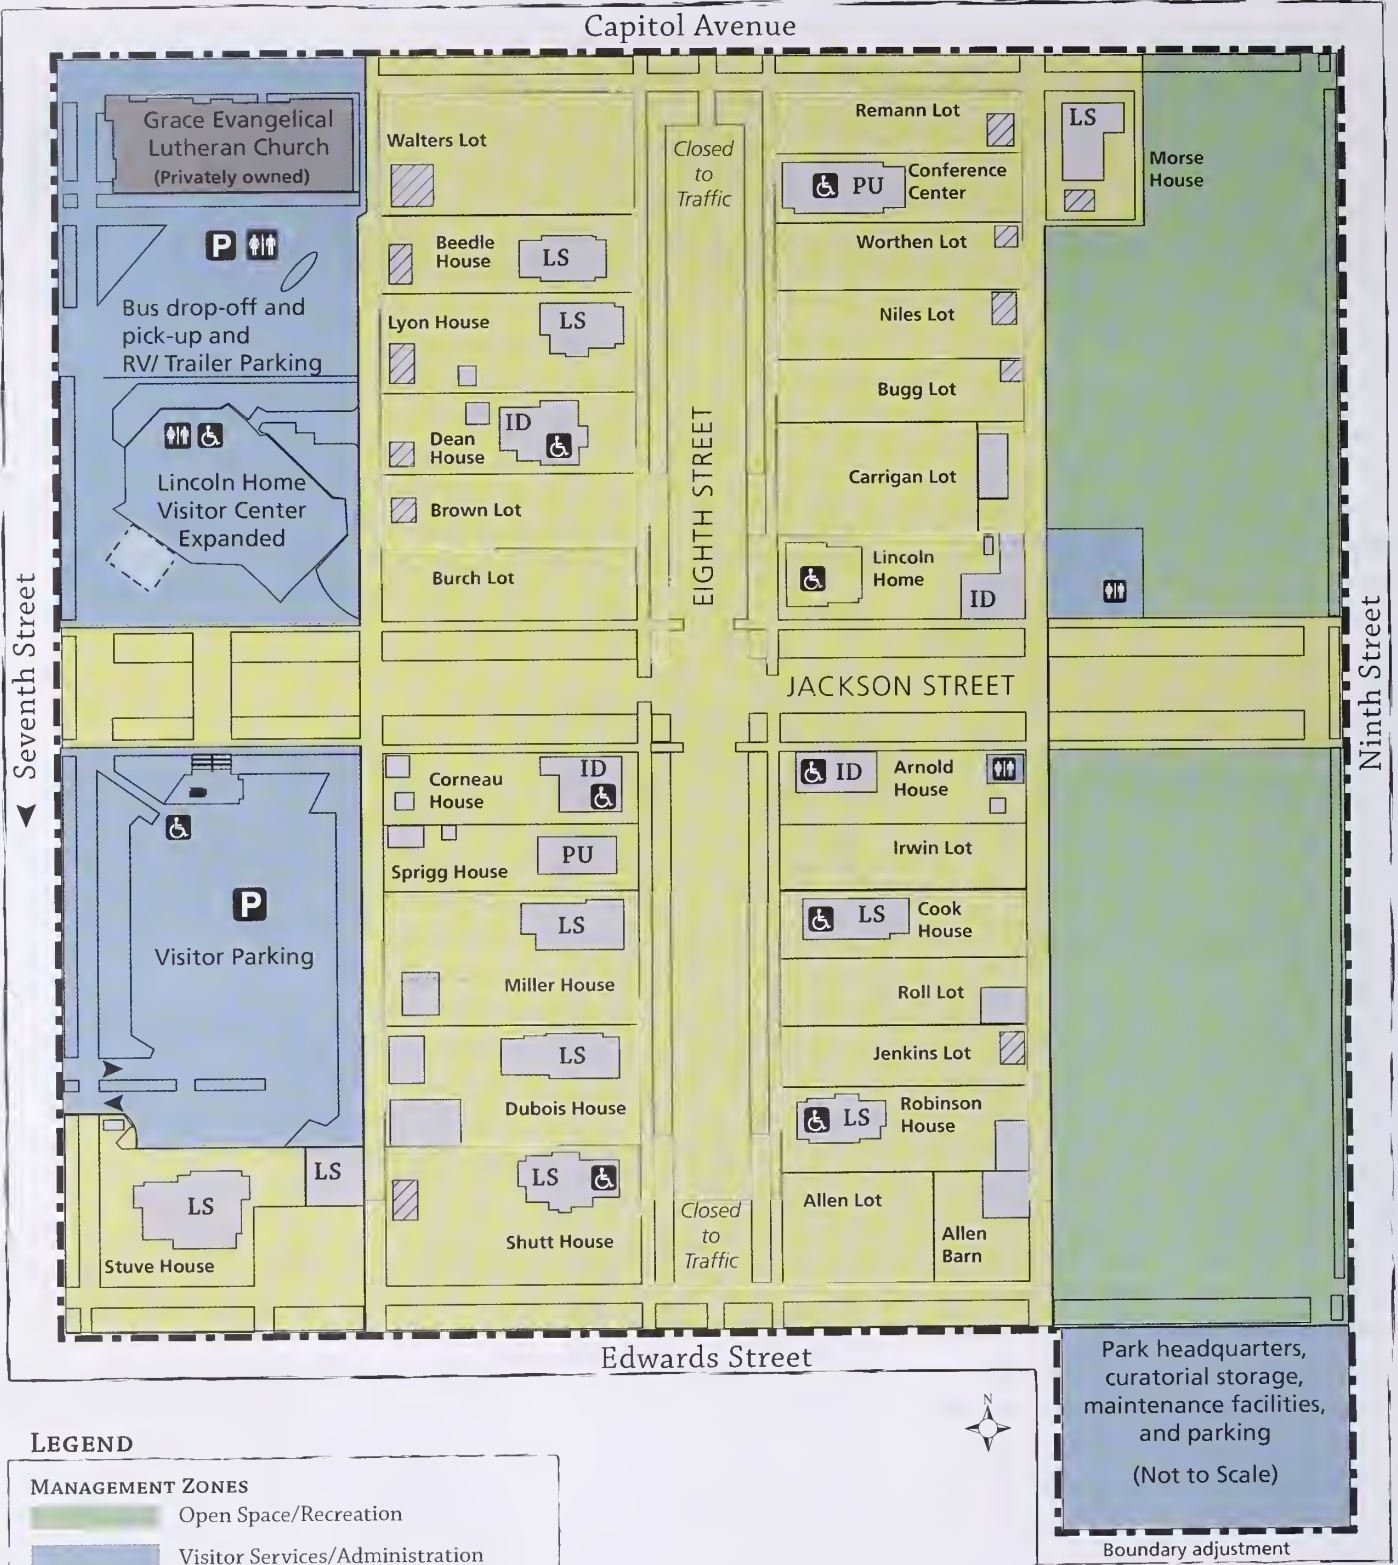 Capitol Avenue
Grace Evangelical
Lutheran Church
(Privately owned)
P
Bus drop-off and
pick-up and
RV/ Trailer Parking
Lincoln Home
Visitor Center
Expanded
Walters Lot
Beedle
House
LS
Lyon House
LS
Dean
House
ID
Brown Lot
Burch Lot
Closed
to
Traffic
EIGHTH STREET
Remann Lot
PU
Conference
Center
Worthen Lot
Niles Lot
Bugg Lot
Carrigan Lot
Lincoln
Home
ID
LS
Morse
House
Seventh Street
Ninth Street
JACKSON STREET
P
Visitor Parking
LS
LS
Stuve House
Corneau
House
ID
Sprigg House
PU
LS
Miller House
LS
Dubois House
LS
Shutt House
Closed
to
Traffic
ID
Arnold
House
Irwin Lot
LS
Cook
House
Roll Lot
Jenkins Lot
LS
Robinson
House
Allen Lot
Allen
Barn
Edwards Street
Park headquarters,
curatorial storage,
maintenance facilities,
and parking
(Not to Scale)
Boundary adjustment
N
LEGEND
MANAGEMENT ZONES
Open Space/Recreation
Visitor Services/Administration